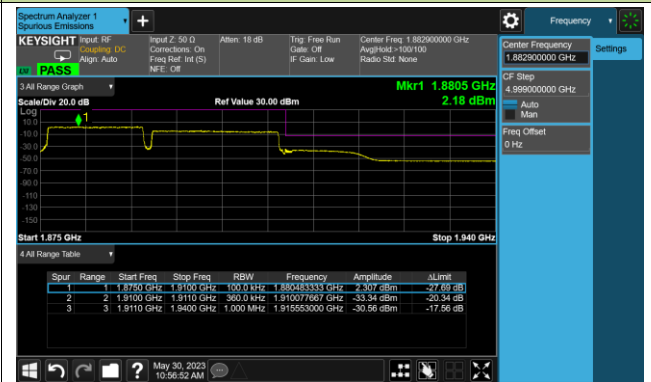 Spectrum Analyzer 1
Spurious Emissions
Frequency
KEYSIGHT
Input: RF
Coupling: DC
Align: Auto
Input Z: 50 Ω
Corrections: On
Freq Ref: Int (S)
NFE: Off
Atten: 18 dB
Trig: Free Run
Gate: Off
IF Gain: Low
Center Freq: 1.882900000 GHz
Avg|Hold:>100/100
Radio Std: None
PASS
Center Frequency
1.882900000 GHz
Settings
CF Step
4.999000000 GHz
Auto
Man
Freq Offset
0 Hz
3 All Range Graph
Mkr1 1.8805 GHz
Scale/Div 20.0 dB
Ref Value 30.00 dBm
2.18 dBm
Log
10.0
-10.0
-30.0
-50.0
-70.0
-90.0
-110
-130
-150
1
Start 1.875 GHz
Stop 1.940 GHz
4 All Range Table
Spur Range Start Freq Stop Freq RBW Frequency Amplitude ΔLimit
1 1 1.8750 GHz 1.9100 GHz 100.0 kHz 1.880483333 GHz 2.307 dBm -27.69 dB
2 2 1.9100 GHz 1.9110 GHz 360.0 kHz 1.910077667 GHz -33.34 dBm -20.34 dB
3 3 1.9110 GHz 1.9400 GHz 1.000 MHz 1.915553000 GHz -30.56 dBm -17.56 dB
May 30, 2023
10:56:52 AM